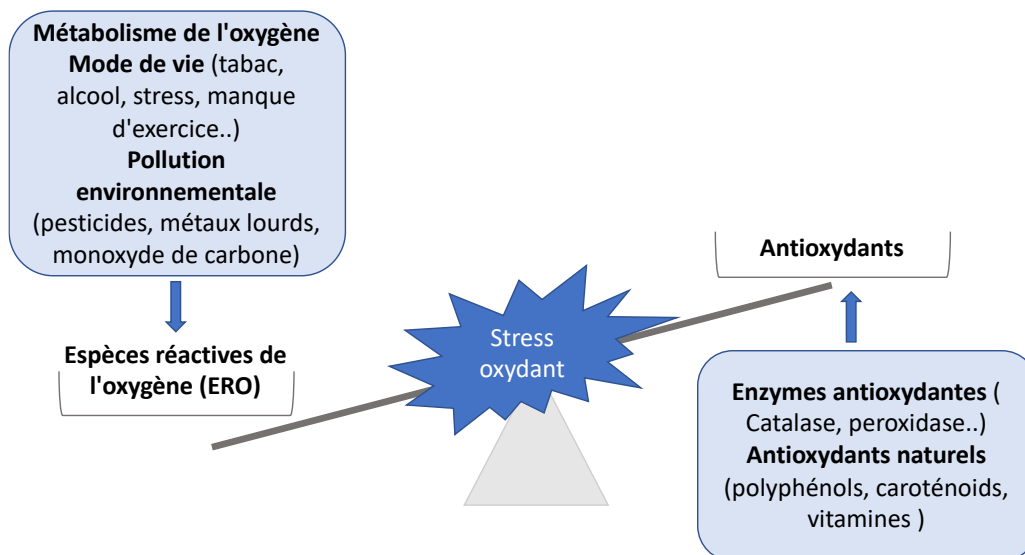 Métabolisme de l'oxygène
Mode de vie (tabac,
alcool, stress, manque
d'exercice..)
Pollution
environnementale
(pesticides, métaux lourds,
monoxyde de carbone)
Espèces réactives de
l'oxygène (ERO)
Stress
oxydant
Antioxydants
Enzymes antioxydantes (
Catalase, peroxidase..)
Antioxydants naturels
(polyphénols, caroténoids,
vitamines )